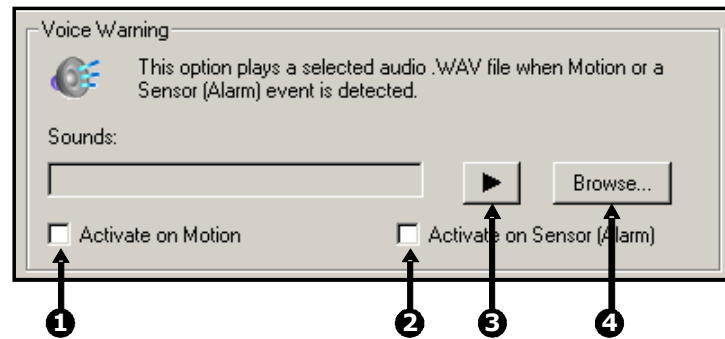 Voice Warning
This option plays a selected audio .WAV file when Motion or a
Sensor (Alarm) event is detected.
Sounds:
Browse...
Activate on Motion
Activate on Sensor (Alarm)
1 2 3 4